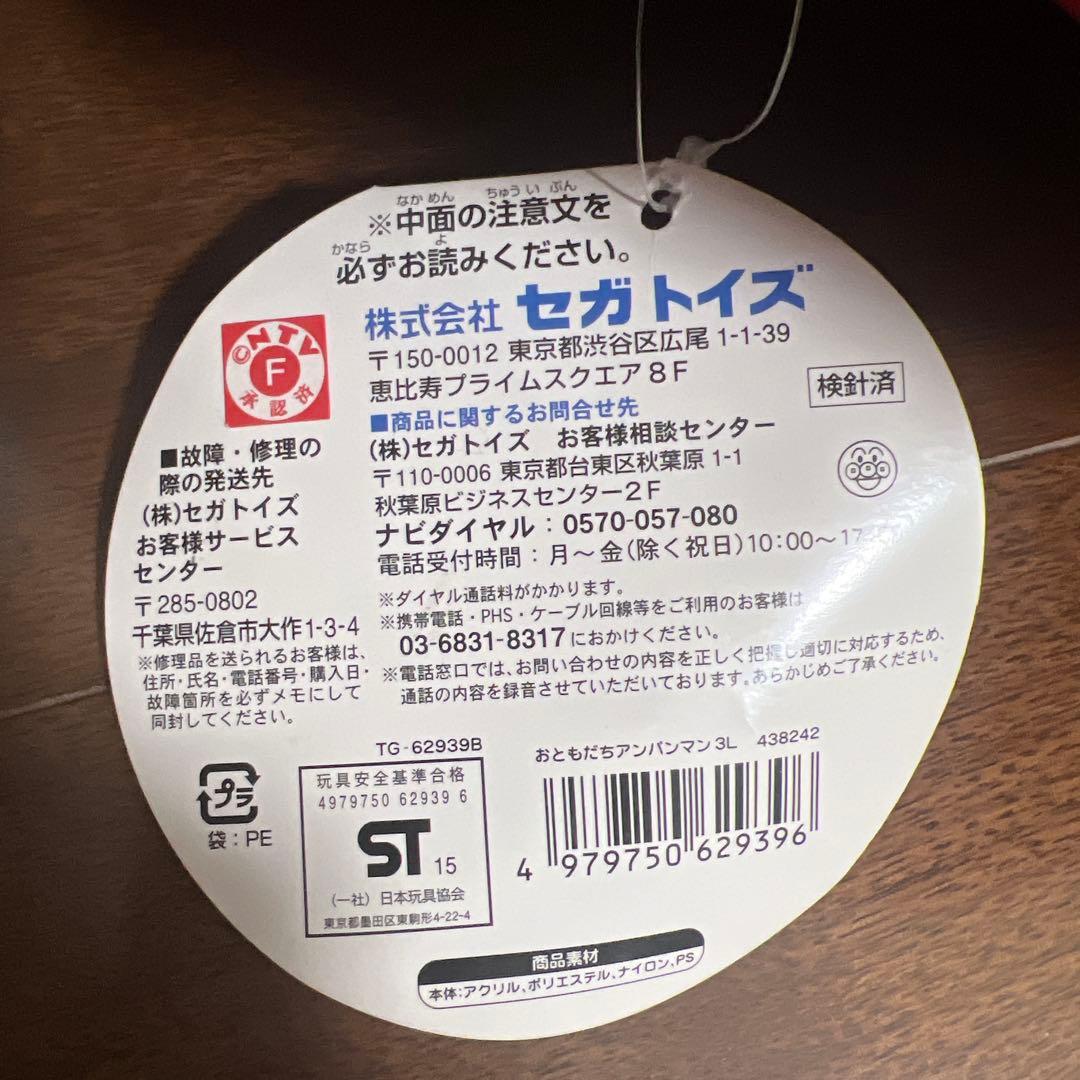 ※中面の注意文を
必ずお読みください。
なかめん ちゅういぶん
かなら よ
株式会社 セガトイズ
〒150-0012 東京都渋谷区広尾 1-1-39
恵比寿プライムスクエア 8F
CNTV
F
承認済
検針済
■商品に関するお問合せ先
(株)セガトイズ お客様相談センター
〒110-0006 東京都台東区秋葉原 1-1
秋葉原ビジネスセンター2F
ナビダイヤル : 0570-057-080
電話受付時間 : 月〜金(除く祝日)10:00〜17
※ダイヤル通話料がかかります。
※携帯電話・PHS・ケーブル回線等をご利用のお客様は
03-6831-8317におかけください。
※電話窓口では、お問い合わせの内容を正しく把握し適切に対応するため、
通話の内容を録音させていただいております。あらかじめご了承ください。
■故障・修理の
際の発送先
(株)セガトイズ
お客様サービス
センター
〒285-0802
千葉県佐倉市大作1-3-4
※修理品を送られるお客様は、
住所・氏名・電話番号・購入日・
故障箇所を必ずメモにして
同封してください。
プラ
袋:PE
TG-62939B
玩具安全基準合格
4979750 62939 6
ST 15
(一社) 日本玩具協会
東京都墨田区東駒形4-22-4
おともだちアンパンマン3L 438242
4 979750 629396
商品素材
本体:アクリル、ポリエステル、ナイロン、PS